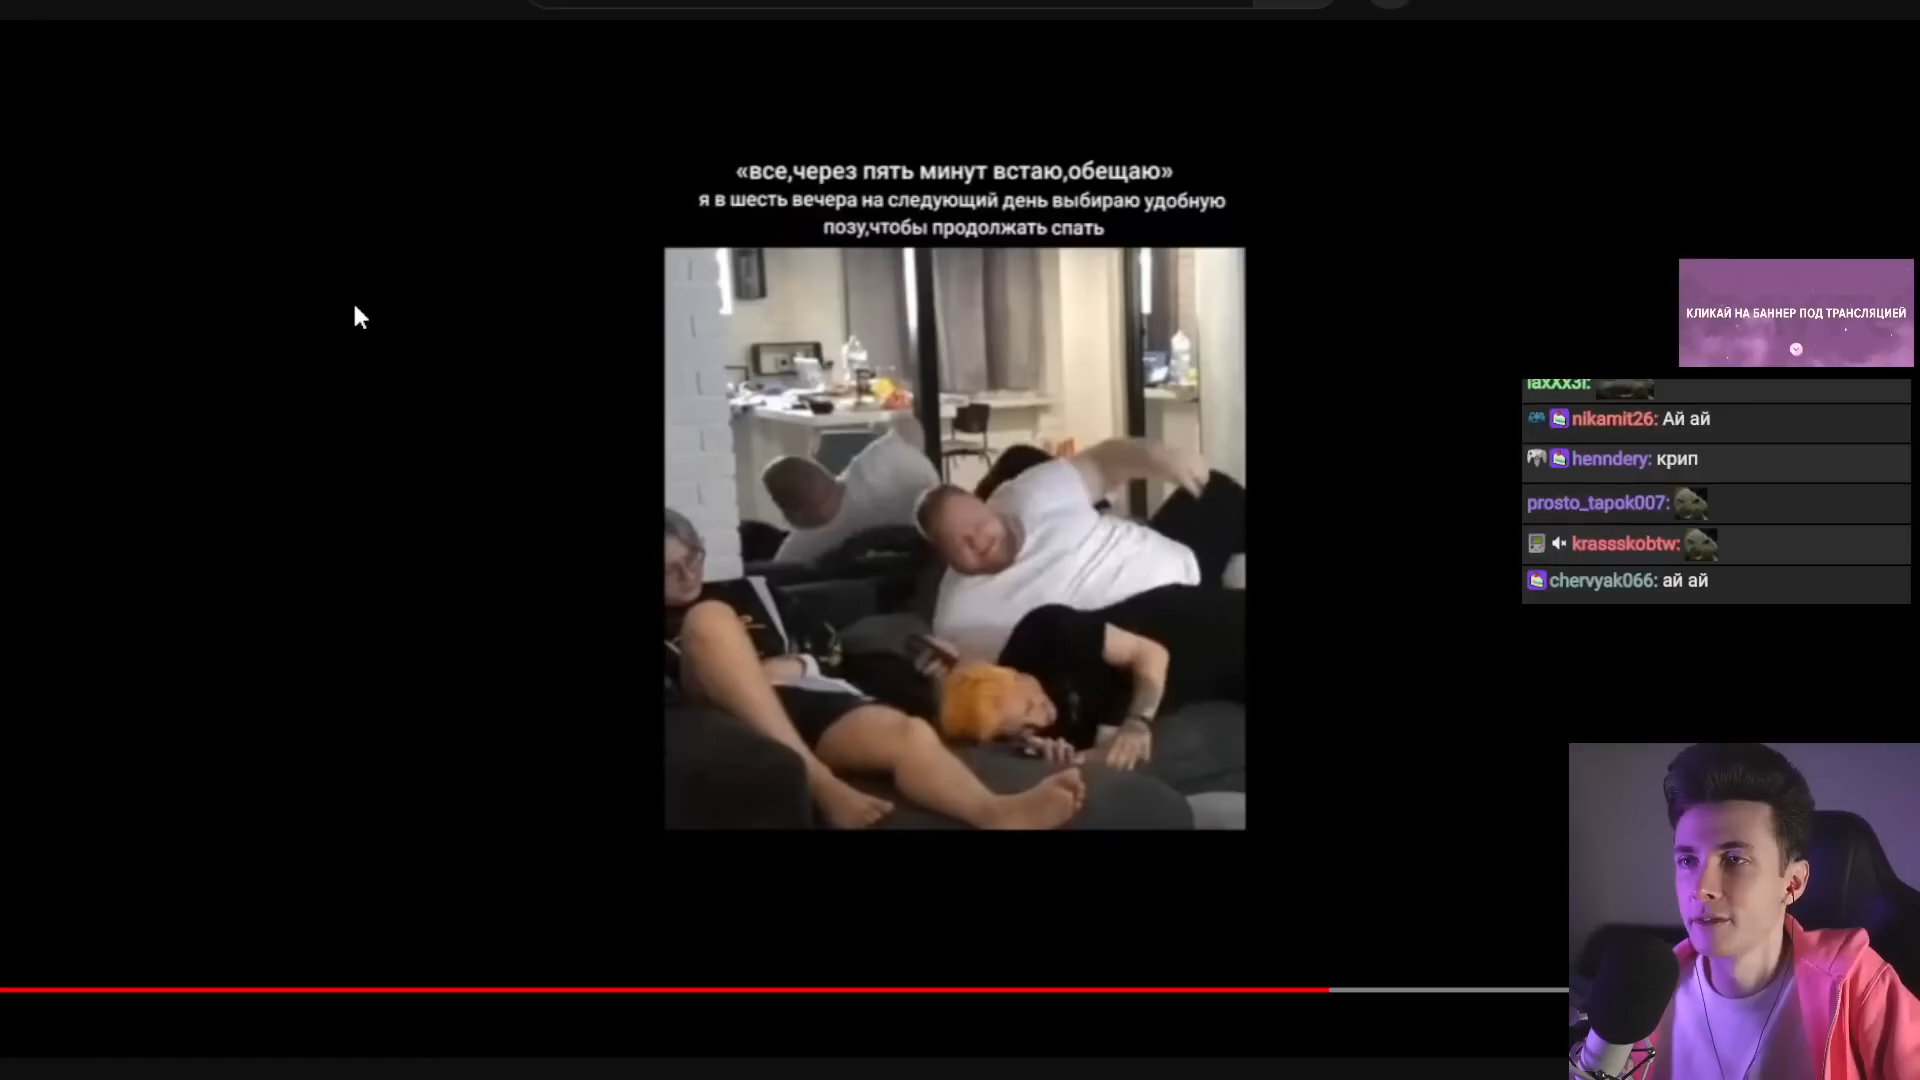 «все,через пять минут встаю,обещаю»
я в шесть вечера на следующий день выбираю удобную
позу,чтобы продолжать спать
КЛИКАЙ НА БАННЕР ПОД ТРАНСЛЯЦИЕЙ
nikamit26: Ай ай
henndery: крип
prosto_tapok007:
krassskobtw:
chervyak066: ай ай